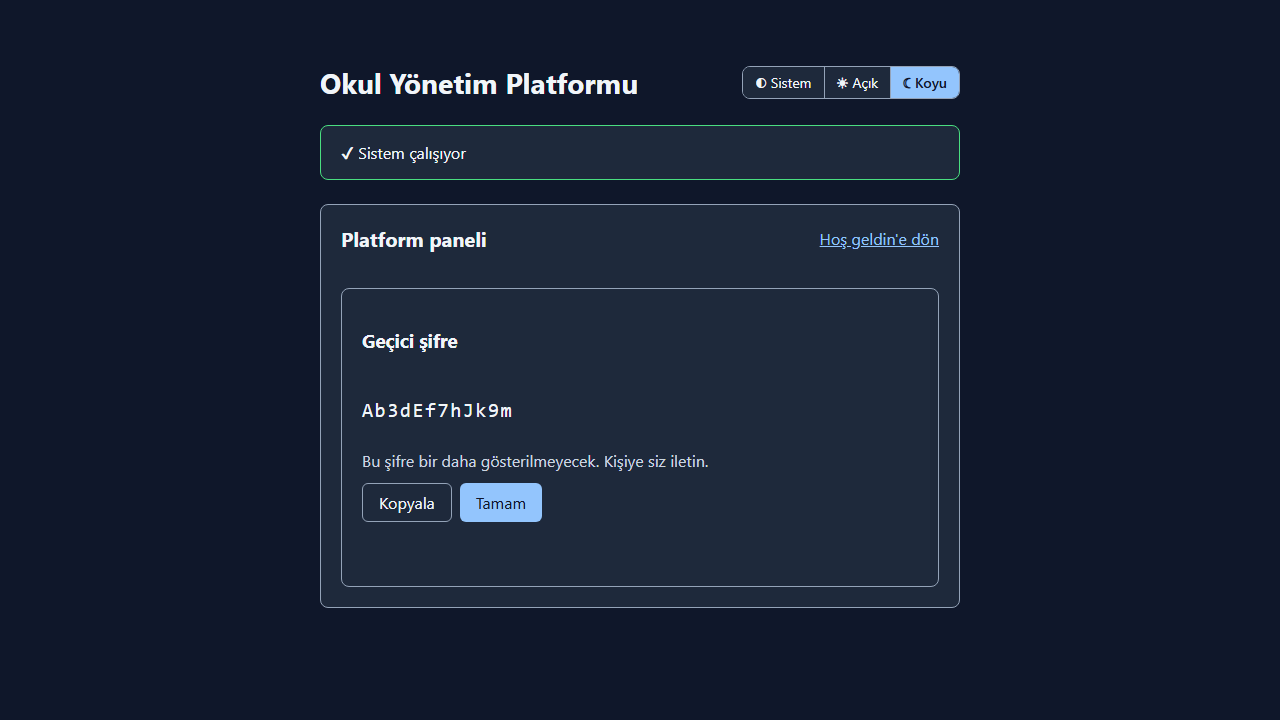 Okul Yönetim Platformu
◐ Sistem ☀ Açık ☾ Koyu
✔ Sistem çalışıyor
Platform paneli
Hoş geldin'e dön
Geçici şifre
Ab3dEf7hJk9m
Bu şifre bir daha gösterilmeyecek. Kişiye siz iletin.
Kopyala Tamam